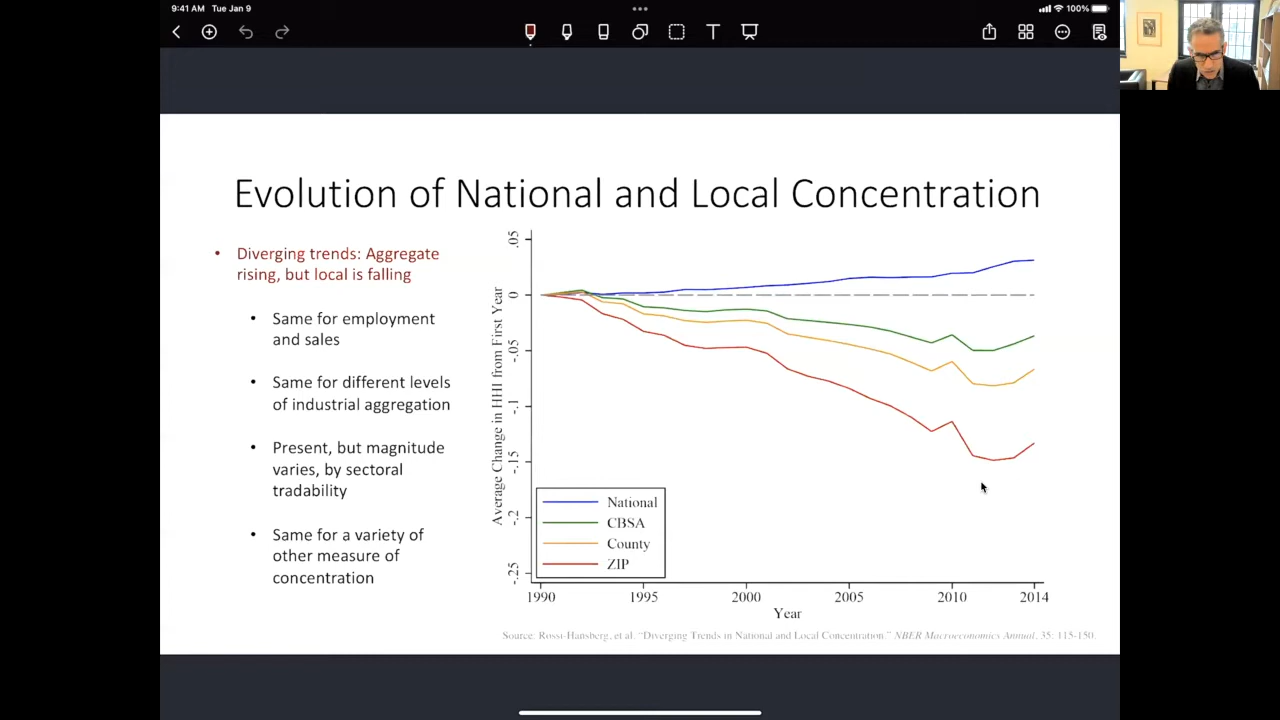 9:41 AM Tue Jan 9
100%
T
Evolution of National and Local Concentration
• Diverging trends: Aggregate
rising, but local is falling
• Same for employment
and sales
• Same for different levels
of industrial aggregation
• Present, but magnitude
varies, by sectoral
tradability
• Same for a variety of
other measure of
concentration
Average Change in HHI from First Year
.05
0
-.05
-.1
-.15
-.2
-.25
National
CBSA
County
ZIP
1990
1995
2000
2005
2010
2014
Year
Source: Rossi-Hansberg, et al. "Diverging Trends in National and Local Concentration." NBER Macroeconomics Annual, 35: 115-150.